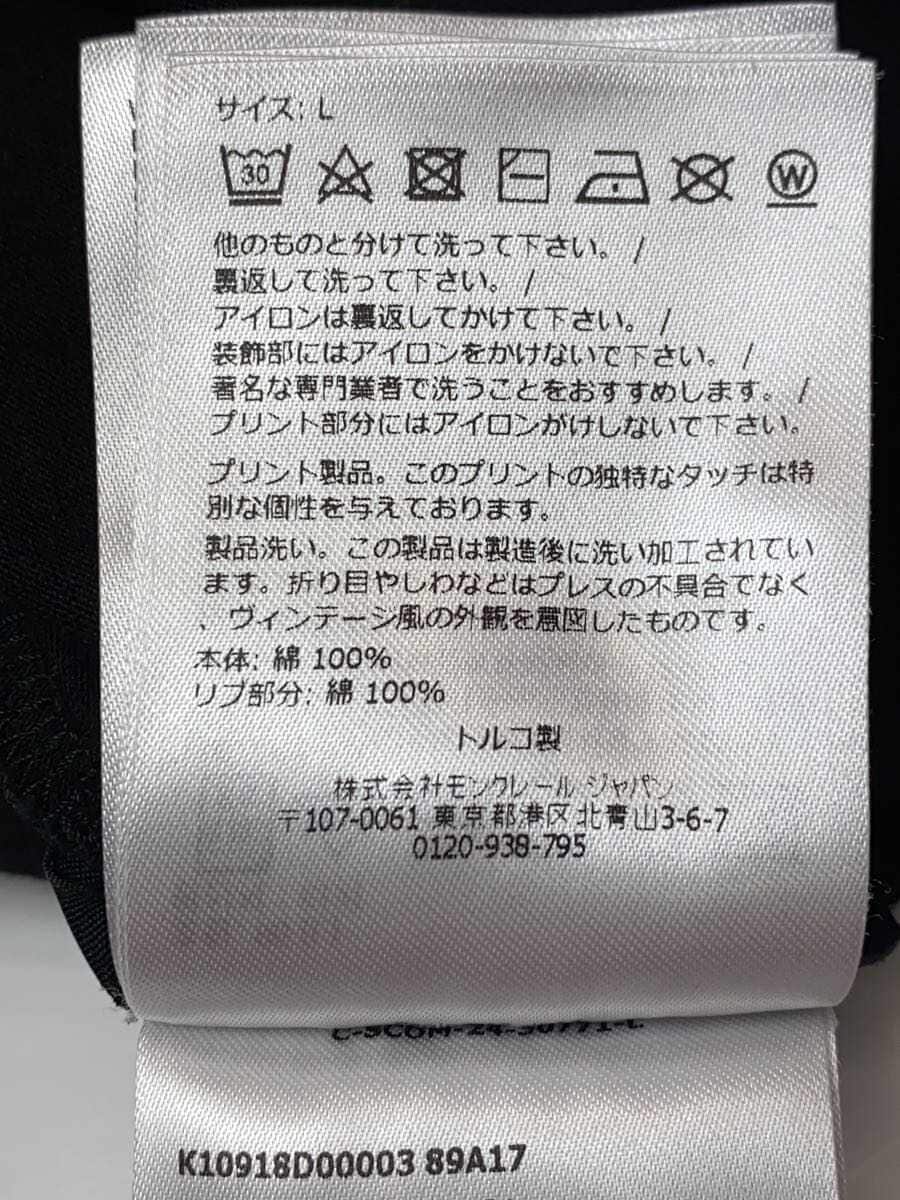 サイズ: L
30
W
他のものと分けて洗って下さい。 /
裏返して洗って下さい。 /
アイロンは裏返してかけて下さい。 /
装飾部にはアイロンをかけないで下さい。 /
著名な専門業者で洗うことをおすすめします。 /
プリント部分にはアイロンがけしないで下さい。
プリント製品。このプリントの独特なタッチは特
別な個性を与えております。
製品洗い。この製品は製造後に洗い加工されてい
ます。折り目やしわなどはプレスの不具合でなく
、ヴィンテージ風の外観を意図したものです。
本体: 綿 100%
リブ部分: 綿 100%
トルコ製
株式会社モンクレール ジャパン
〒107-0061 東京都港区北青山3-6-7
0120-938-795
K10918D00003 89A17